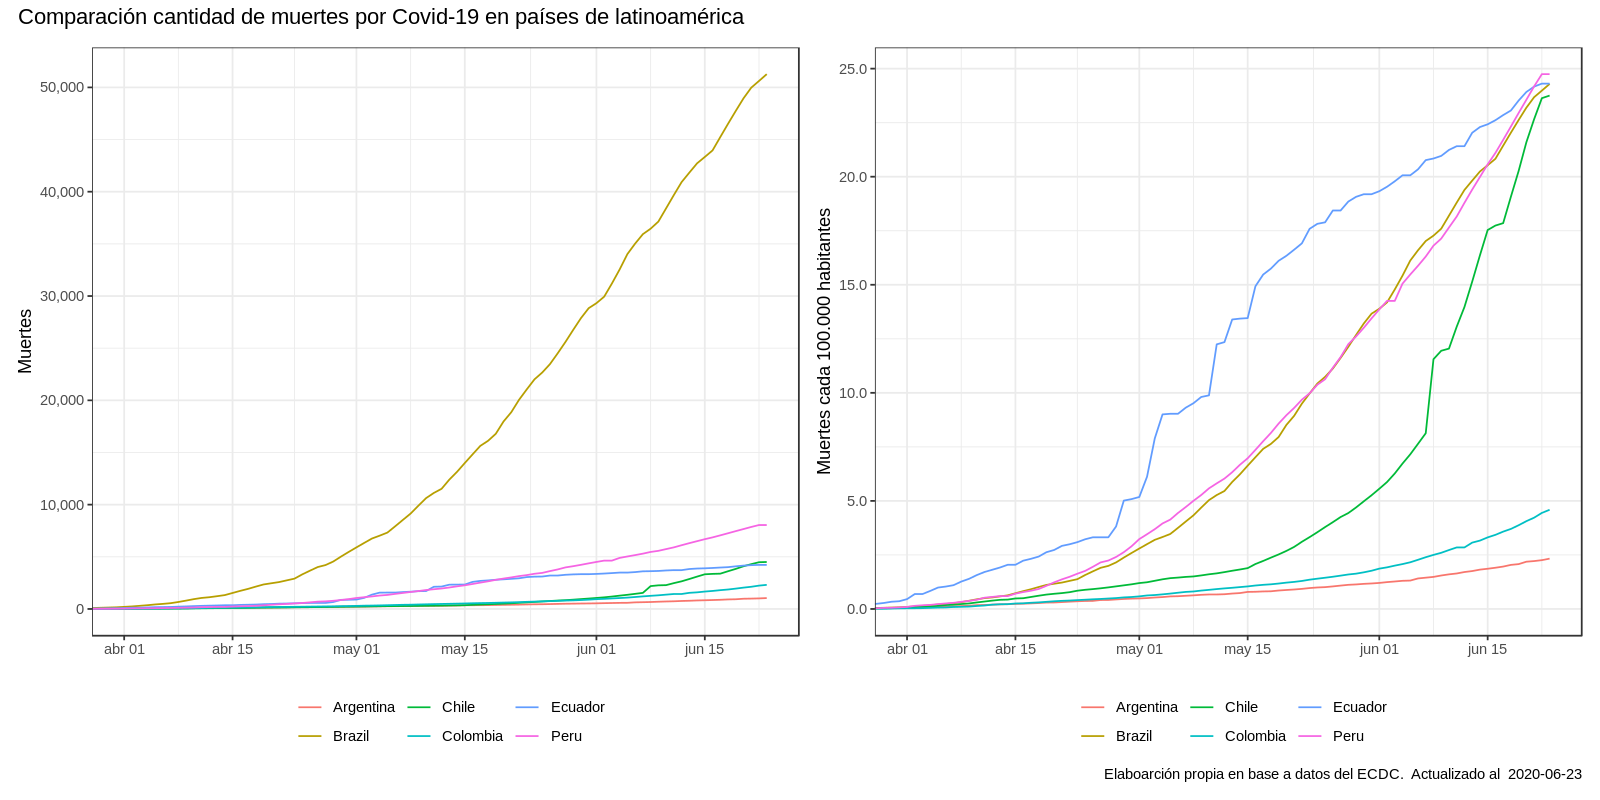 Comparación cantidad de muertes por Covid-19 en países de latinoamérica
Muertes
50,000
40,000
30,000
20,000
10,000
0
abr 01 abr 15 may 01 may 15 jun 01 jun 15
Argentina Chile Ecuador
Brazil Colombia Peru
Muertes cada 100.000 habitantes
25.0
20.0
15.0
10.0
5.0
0.0
abr 01 abr 15 may 01 may 15 jun 01 jun 15
Argentina Chile Ecuador
Brazil Colombia Peru
Elaboarción propia en base a datos del ECDC.  Actualizado al  2020-06-23